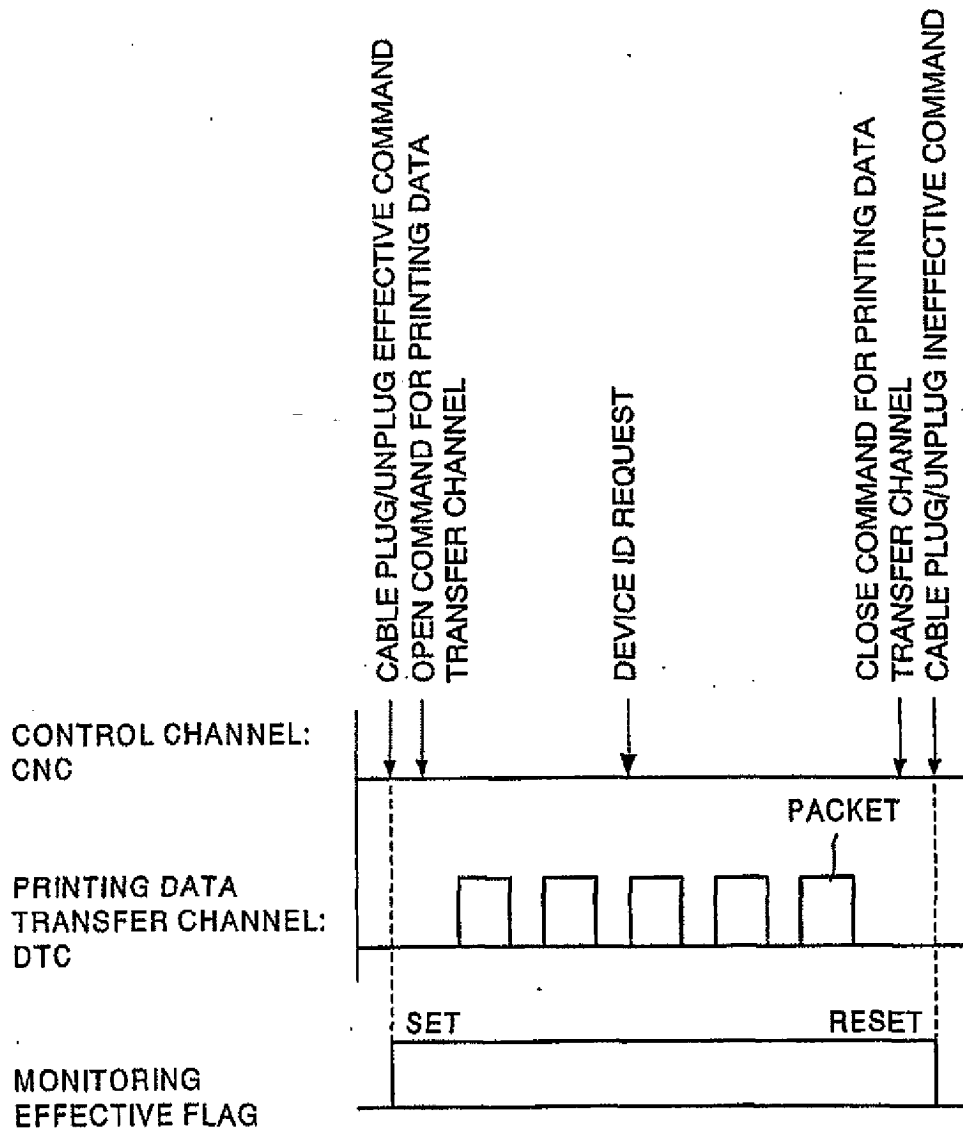 CABLE PLUG/UNPLUG EFFECTIVE COMMAND
OPEN COMMAND FOR PRINTING DATA
TRANSFER CHANNEL
DEVICE ID REQUEST
CLOSE COMMAND FOR PRINTING DATA
TRANSFER CHANNEL
CABLE PLUG/UNPLUG INEFFECTIVE COMMAND
CONTROL CHANNEL:
CNC
PACKET
PRINTING DATA
TRANSFER CHANNEL:
DTC
SET
RESET
MONITORING
EFFECTIVE FLAG